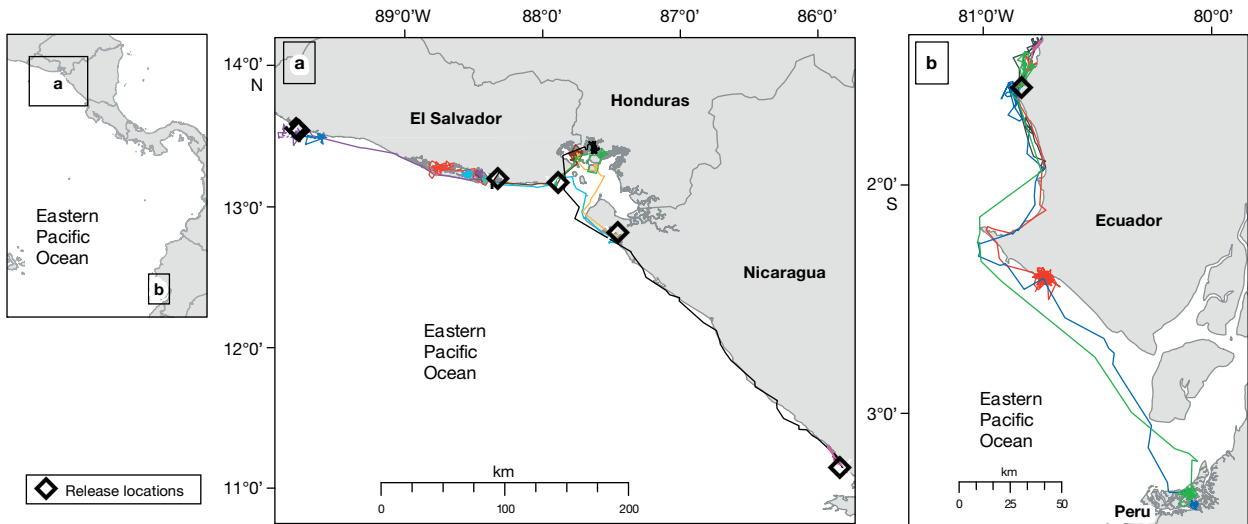 a
b
Eastern
Pacific
Ocean
Release locations
89°0'W
88°0'
87°0'
86°0'
14°0'
N
13°0'
12°0'
11°0'
a
Honduras
El Salvador
Nicaragua
Eastern
Pacific
Ocean
km
0 100 200
81°0'W
80°0'
2°0'
S
3°0'
b
Ecuador
Eastern
Pacific
Ocean
km
0 25 50
Peru